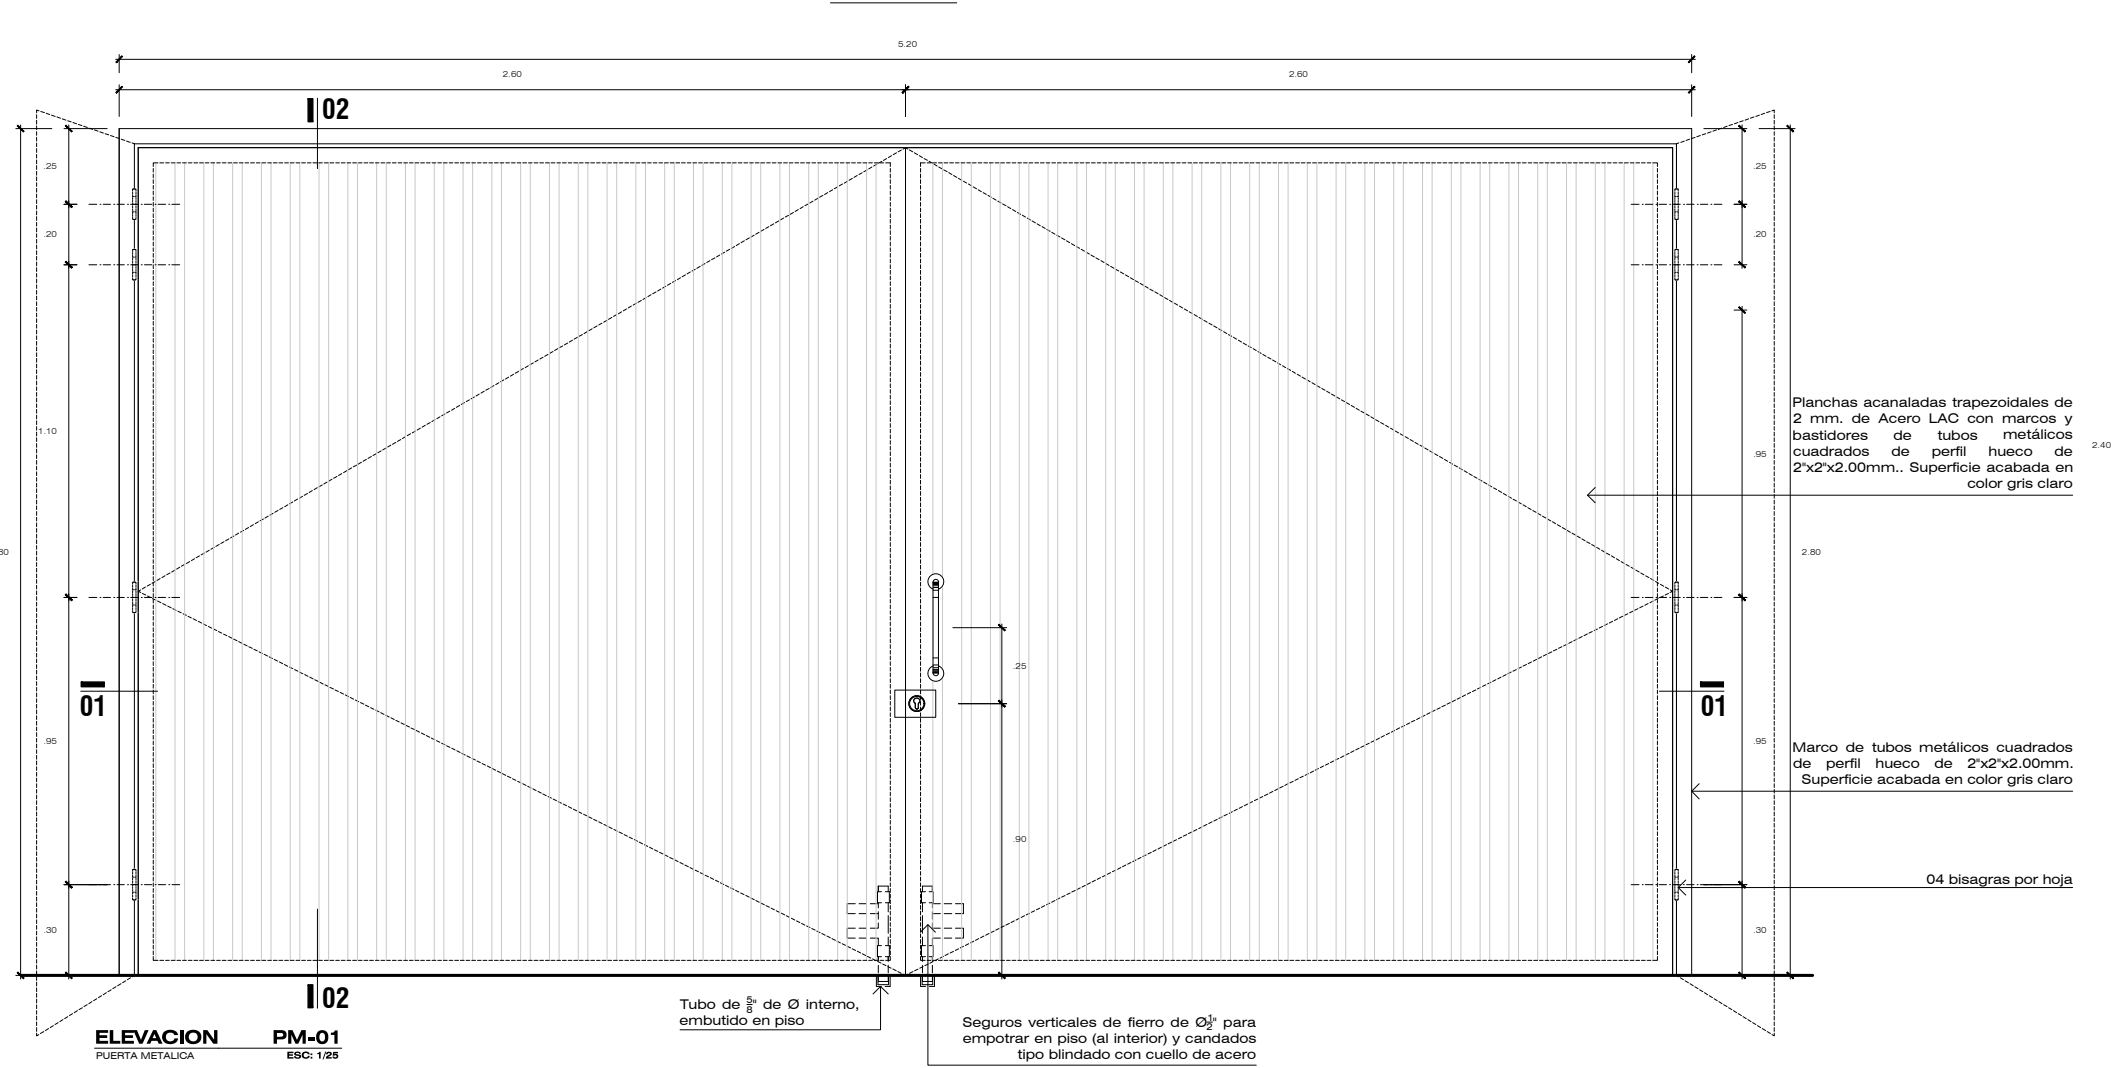 5.20
2.60
2.60
02
.25
.25
.20
.20
1.10
Planchas acanaladas trapezoidales de
2 mm. de Acero LAC con marcos y
bastidores de tubos metálicos
cuadrados de perfil hueco de
2"x2"x2.00mm.. Superficie acabada en
color gris claro
.95
2.40
2.80
.25
01
01
.95
.95
Marco de tubos metálicos cuadrados
de perfil hueco de 2"x2"x2.00mm.
Superficie acabada en color gris claro
.90
04 bisagras por hoja
.30
.30
02
Tubo de 5/8" de Ø interno,
embutido en piso
Seguros verticales de fierro de Ø1/2" para
empotrar en piso (al interior) y candados
tipo blindado con cuello de acero
ELEVACION PM-01
PUERTA METALICA ESC: 1/25